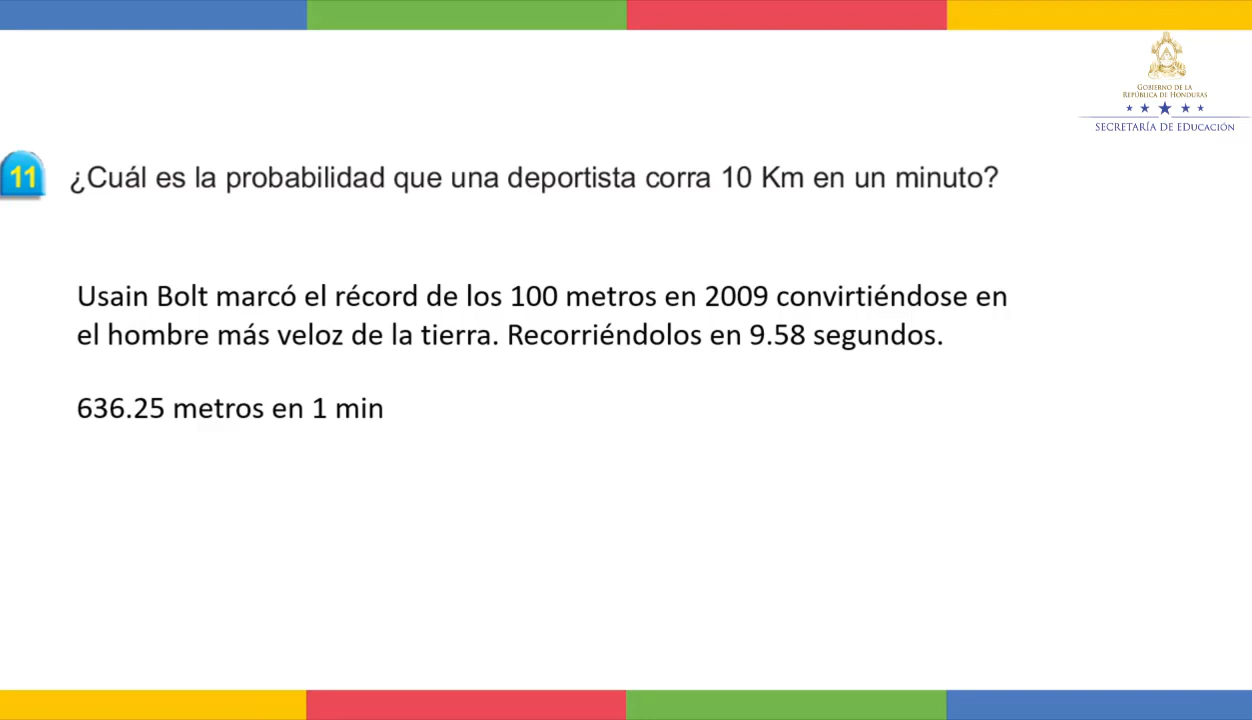 GOBIERNO DE LA
REPÚBLICA DE HONDURAS
SECRETARÍA DE EDUCACIÓN
11 ¿Cuál es la probabilidad que una deportista corra 10 Km en un minuto?
Usain Bolt marcó el récord de los 100 metros en 2009 convirtiéndose en
el hombre más veloz de la tierra. Recorriéndolos en 9.58 segundos.
636.25 metros en 1 min